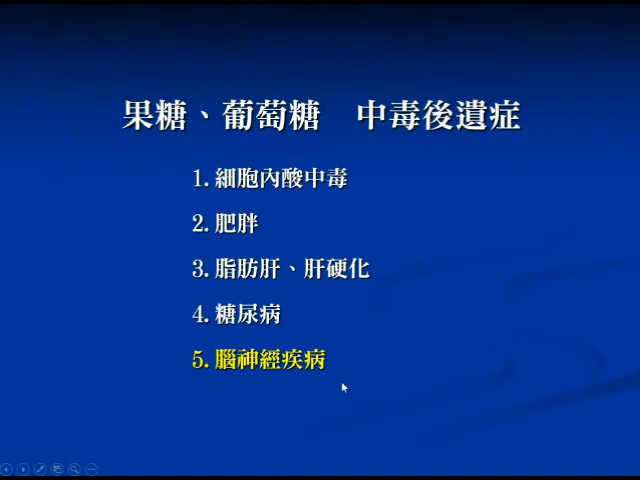 果糖、葡萄糖　中毒後遺症
1. 細胞內酸中毒
2. 肥胖
3. 脂肪肝、肝硬化
4. 糖尿病
5. 腦神經疾病